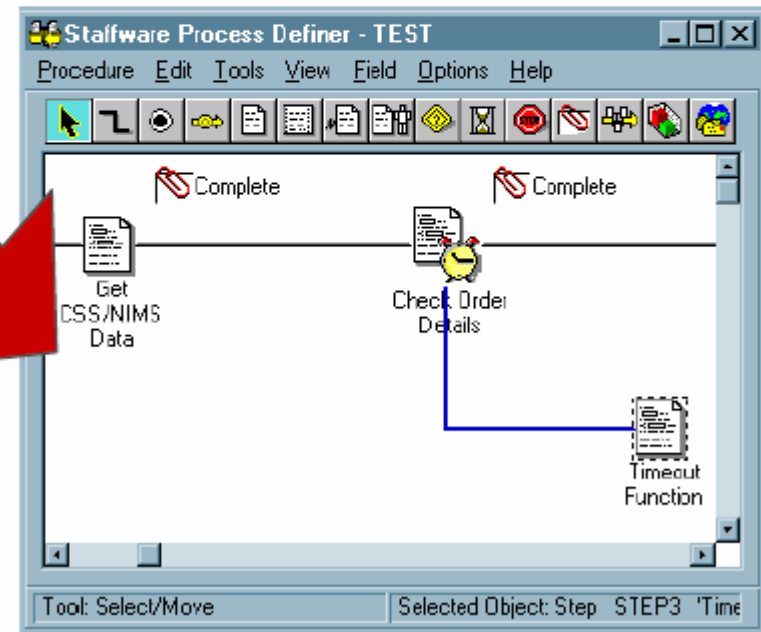 Staffware Process Definer - TEST
Procedure Edit Tools View Field Options Help
STOP
Complete
Complete
Get
CSS/NIMS
Data
Check Order
Details
Timeout
Function
Tool: Select/Move
Selected Object: Step STEP3 'Time